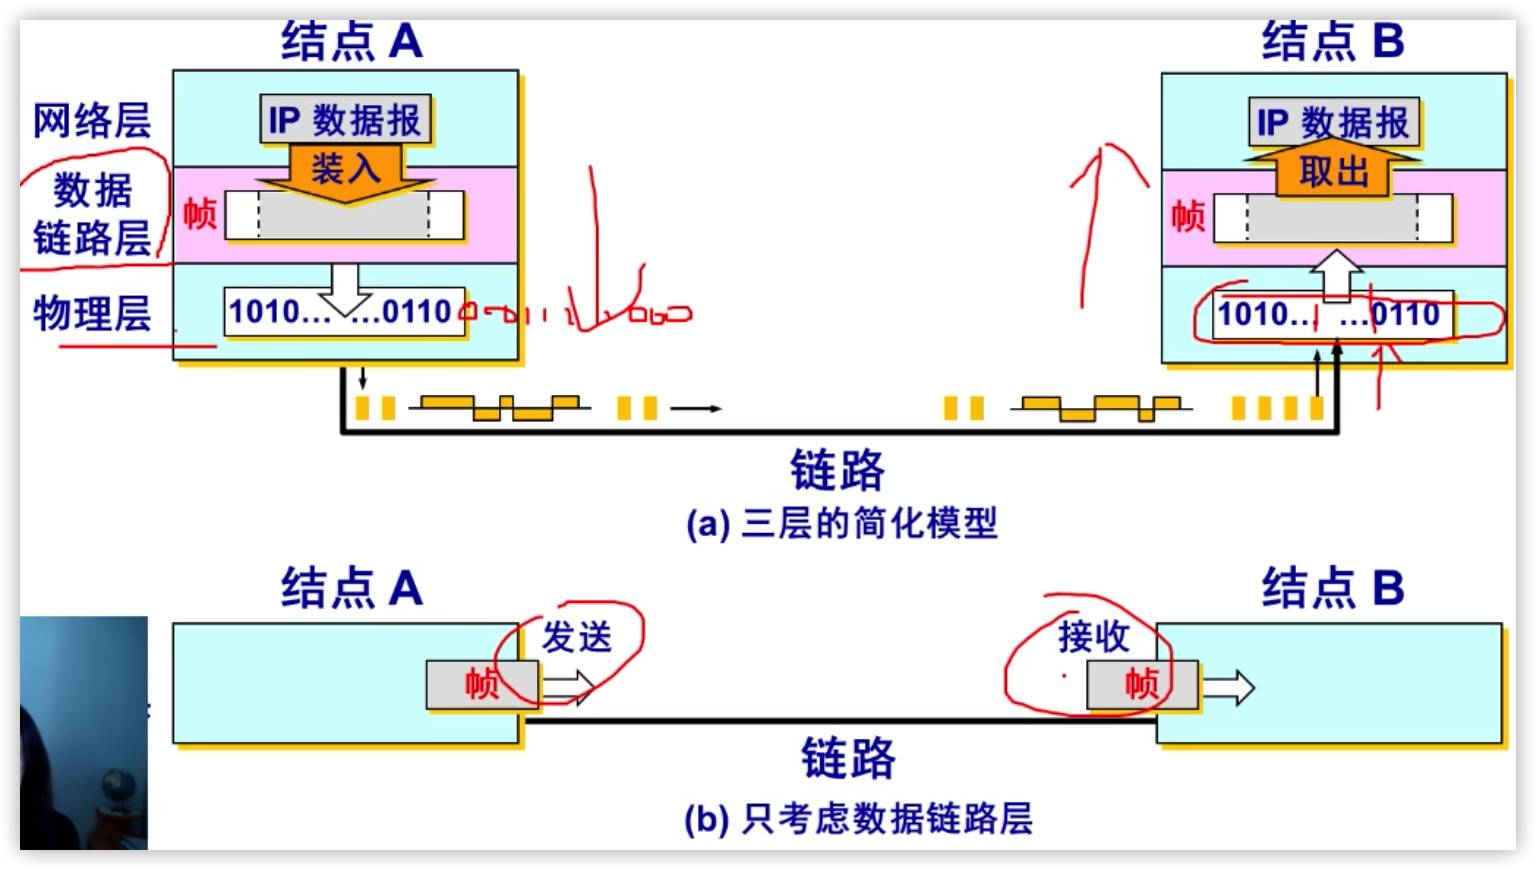 结点 A
结点 B
网络层
IP 数据报
IP 数据报
装入
取出
数据
链路层
帧
帧
物理层
1010… …0110
1010… …0110
链路
(a) 三层的简化模型
结点 A
结点 B
发送
接收
帧
帧
链路
(b) 只考虑数据链路层